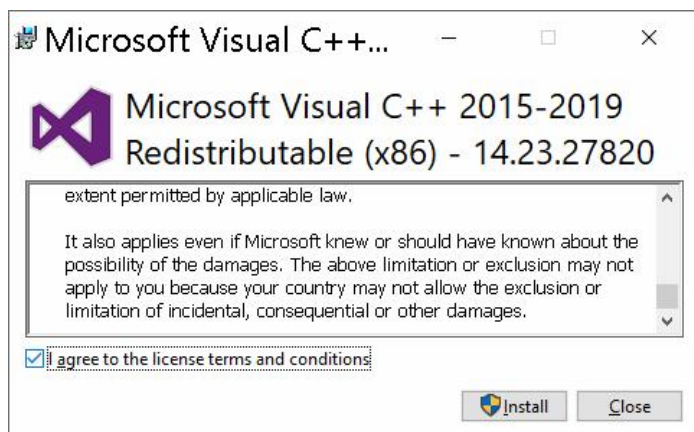 Microsoft Visual C++...
Microsoft Visual C++ 2015-2019
Redistributable (x86) - 14.23.27820
extent permitted by applicable law.
It also applies even if Microsoft knew or should have known about the
possibility of the damages. The above limitation or exclusion may not
apply to you because your country may not allow the exclusion or
limitation of incidental, consequential or other damages.
I agree to the license terms and conditions
Install Close